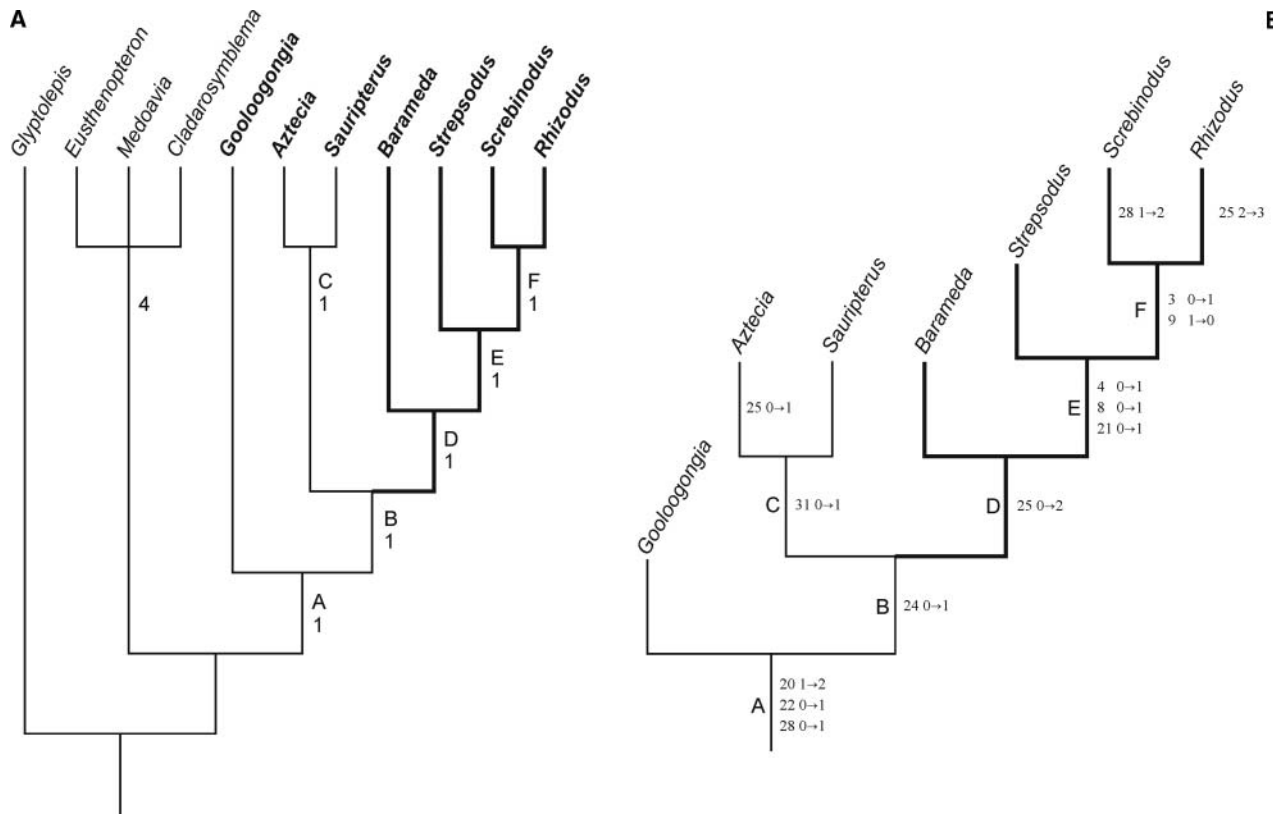 A
Glyptolepis
Eusthenopteron
Medoavia
Cladarosymblema
Gooloogongia
Aztecia
Sauripterus
Barameda
Strepsodus
Screbinodus
Rhizodus
4
C
1
F
1
E
1
D
1
B
1
A
1
Screbinodus
Rhizodus
28 1→2
25 2→3
Strepsodus
F
3 0→1
9 1→0
Aztecia
Sauripterus
Barameda
E
4 0→1
8 0→1
21 0→1
25 0→1
Gooloogongia
C
31 0→1
D
25 0→2
B
24 0→1
A
20 1→2
22 0→1
28 0→1